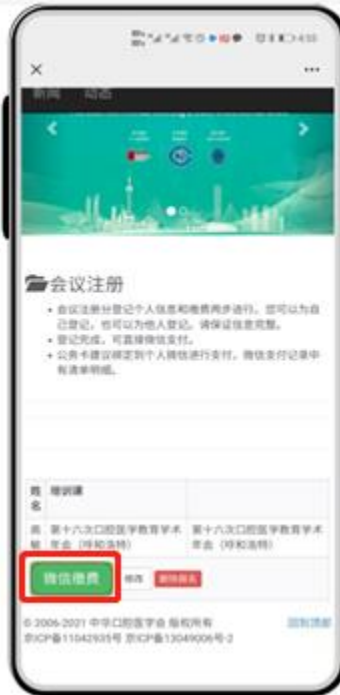 4:55
新闻 动态
会议注册
• 会议注册分登记个人信息和缴费两步进行。您可以为自
己登记，也可以为他人登记。请保证信息完整。
• 登记完成，可直接微信支付。
• 公务卡建议绑定到个人微信进行支付，微信支付记录中
有清单明细。
姓 培训课
名
第十六次口腔医学教育学术 第十六次口腔医学教育学术
年会（呼和浩特） 年会（呼和浩特）
微信缴费 修改 删除报名
© 2006-2021 中华口腔医学会 版权所有 回到顶部
京ICP备11042935号 京ICP备13049006号-2